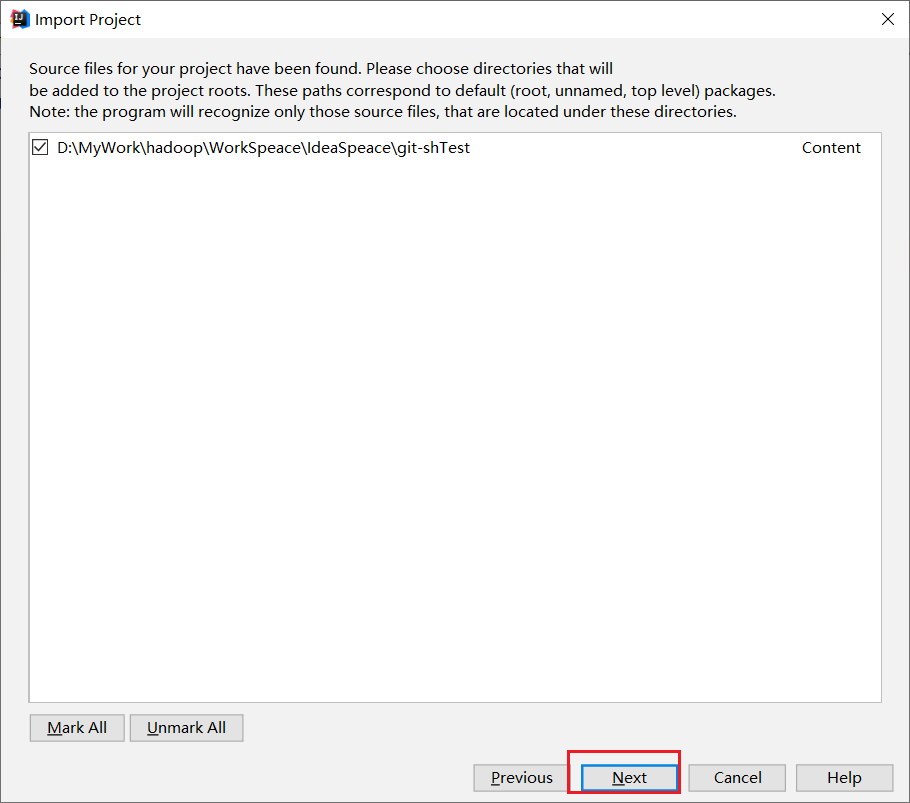 Import Project
Source files for your project have been found. Please choose directories that will
be added to the project roots. These paths correspond to default (root, unnamed, top level) packages.
Note: the program will recognize only those source files, that are located under these directories.
D:\MyWork\hadoop\WorkSpeace\IdeaSpeace\git-shTest Content
Mark All Unmark All
Previous Next Cancel Help